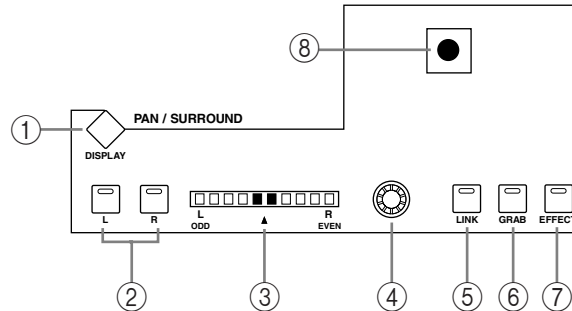 ⑧
① PAN / SURROUND
DISPLAY
L R L ▲ R LINK GRAB EFFECT
ODD EVEN
② ③ ④ ⑤ ⑥ ⑦